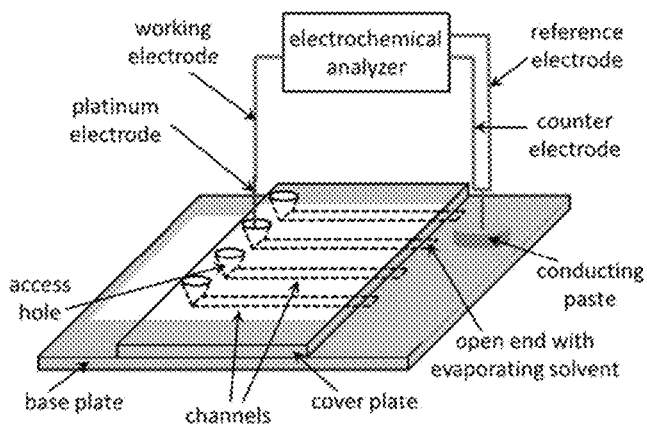 working
electrode
electrochemical
analyzer
reference
electrode
platinum
electrode
counter
electrode
access
hole
conducting
paste
open end with
evaporating solvent
base plate
channels
cover plate